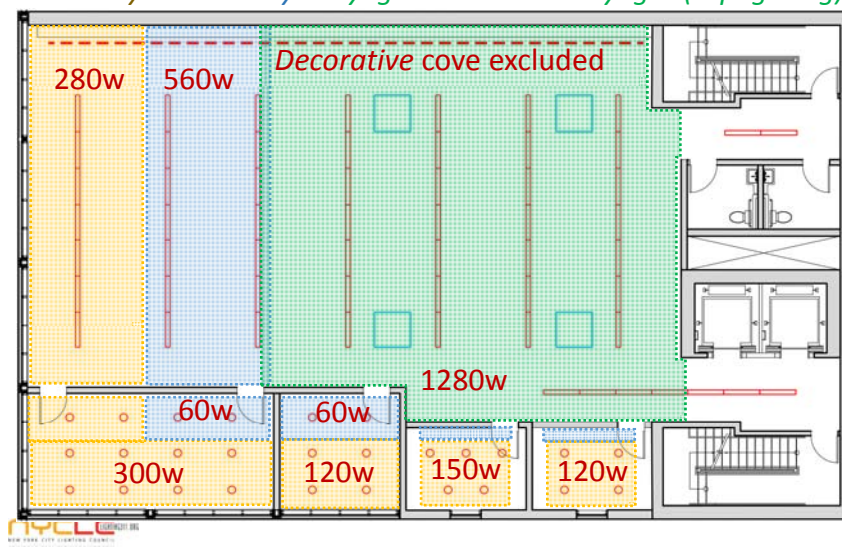 Decorative cove excluded
280w 560w
1280w
60w 60w
300w 120w 150w 120w
NYCLC
NEW YORK CITY LIGHTING COUNCIL